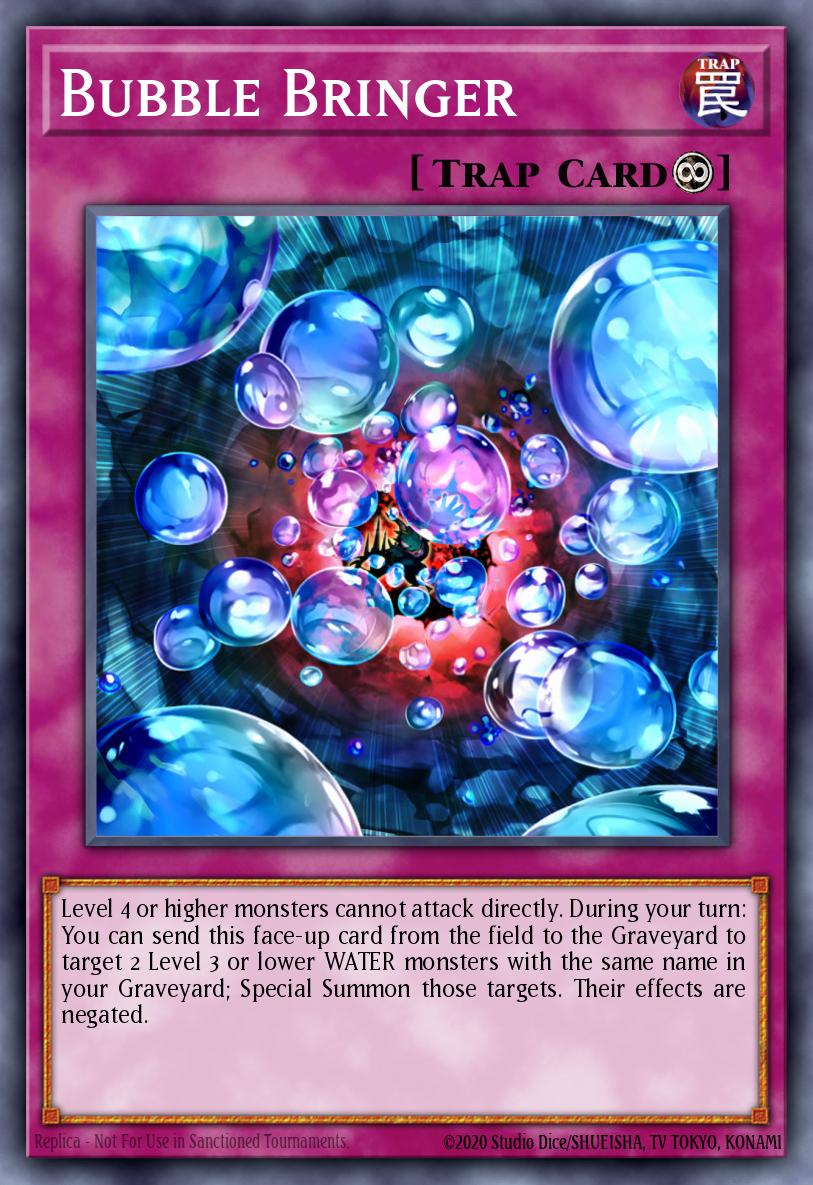 BUBBLE BRINGER
TRAP
罠
[TRAP CARD♾]
Level 4 or higher monsters cannot attack directly. During your turn:
You can send this face-up card from the field to the Graveyard to
target 2 Level 3 or lower WATER monsters with the same name in
your Graveyard; Special Summon those targets. Their effects are
negated.
Replica - Not For Use in Sanctioned Tournaments.
©2020 Studio Dice/SHUEISHA, TV TOKYO, KONAMI